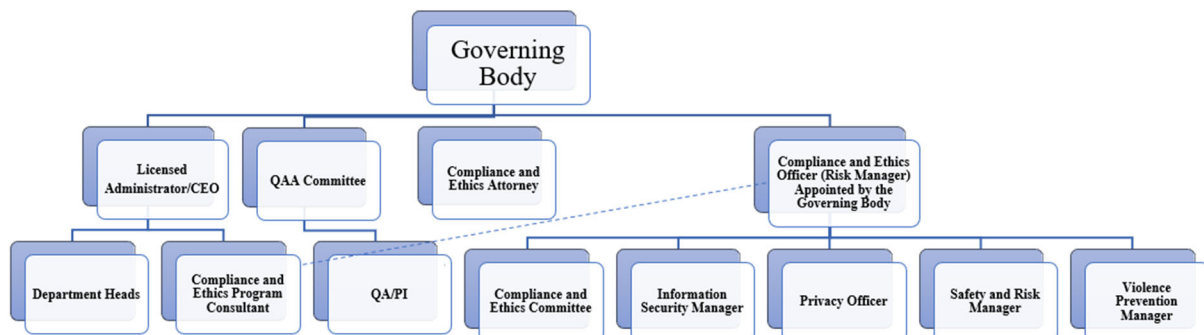 Governing
Body
Licensed
Administrator/CEO
QAA Committee
Compliance and
Ethics Attorney
Compliance and Ethics
Officer (Risk Manager)
Appointed by the
Governing Body
Department Heads
Compliance and
Ethics Program
Consultant
QA/PI
Compliance and
Ethics Committee
Information
Security Manager
Privacy Officer
Safety and Risk
Manager
Violence
Prevention
Manager